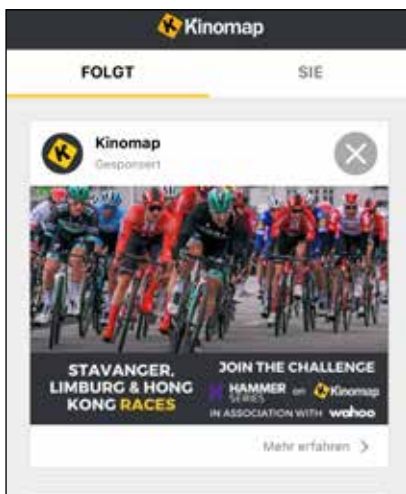 Kinomap
FOLGT SIE
Kinomap
Gesponsert
STAVANGER,
LIMBURG & HONG
KONG RACES
JOIN THE CHALLENGE
HAMMER SERIES on Kinomap
IN ASSOCIATION WITH wahoo
Mehr erfahren